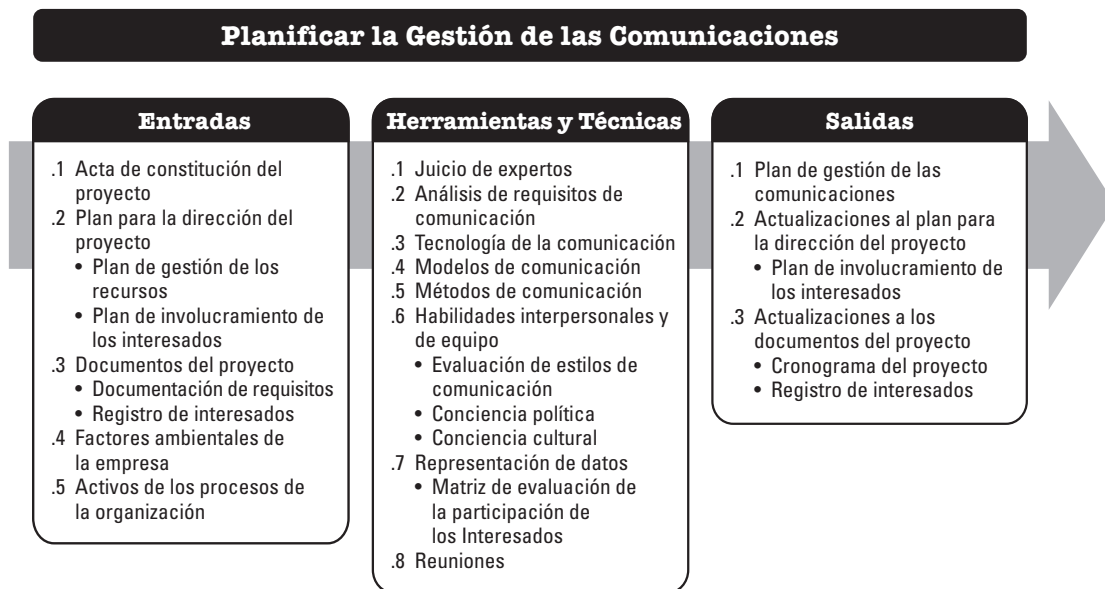 Planificar la Gestión de las Comunicaciones
Entradas
.1 Acta de constitución del
proyecto
.2 Plan para la dirección del
proyecto
• Plan de gestión de los
recursos
• Plan de involucramiento de
los interesados
.3 Documentos del proyecto
• Documentación de requisitos
• Registro de interesados
.4 Factores ambientales de
la empresa
.5 Activos de los procesos de
la organización
Herramientas y Técnicas
.1 Juicio de expertos
.2 Análisis de requisitos de
comunicación
.3 Tecnología de la comunicación
.4 Modelos de comunicación
.5 Métodos de comunicación
.6 Habilidades interpersonales y
de equipo
• Evaluación de estilos de
comunicación
• Conciencia política
• Conciencia cultural
.7 Representación de datos
• Matriz de evaluación de
la participación de
los Interesados
.8 Reuniones
Salidas
.1 Plan de gestión de las
comunicaciones
.2 Actualizaciones al plan para
la dirección del proyecto
• Plan de involucramiento de
los interesados
.3 Actualizaciones a los
documentos del proyecto
• Cronograma del proyecto
• Registro de interesados